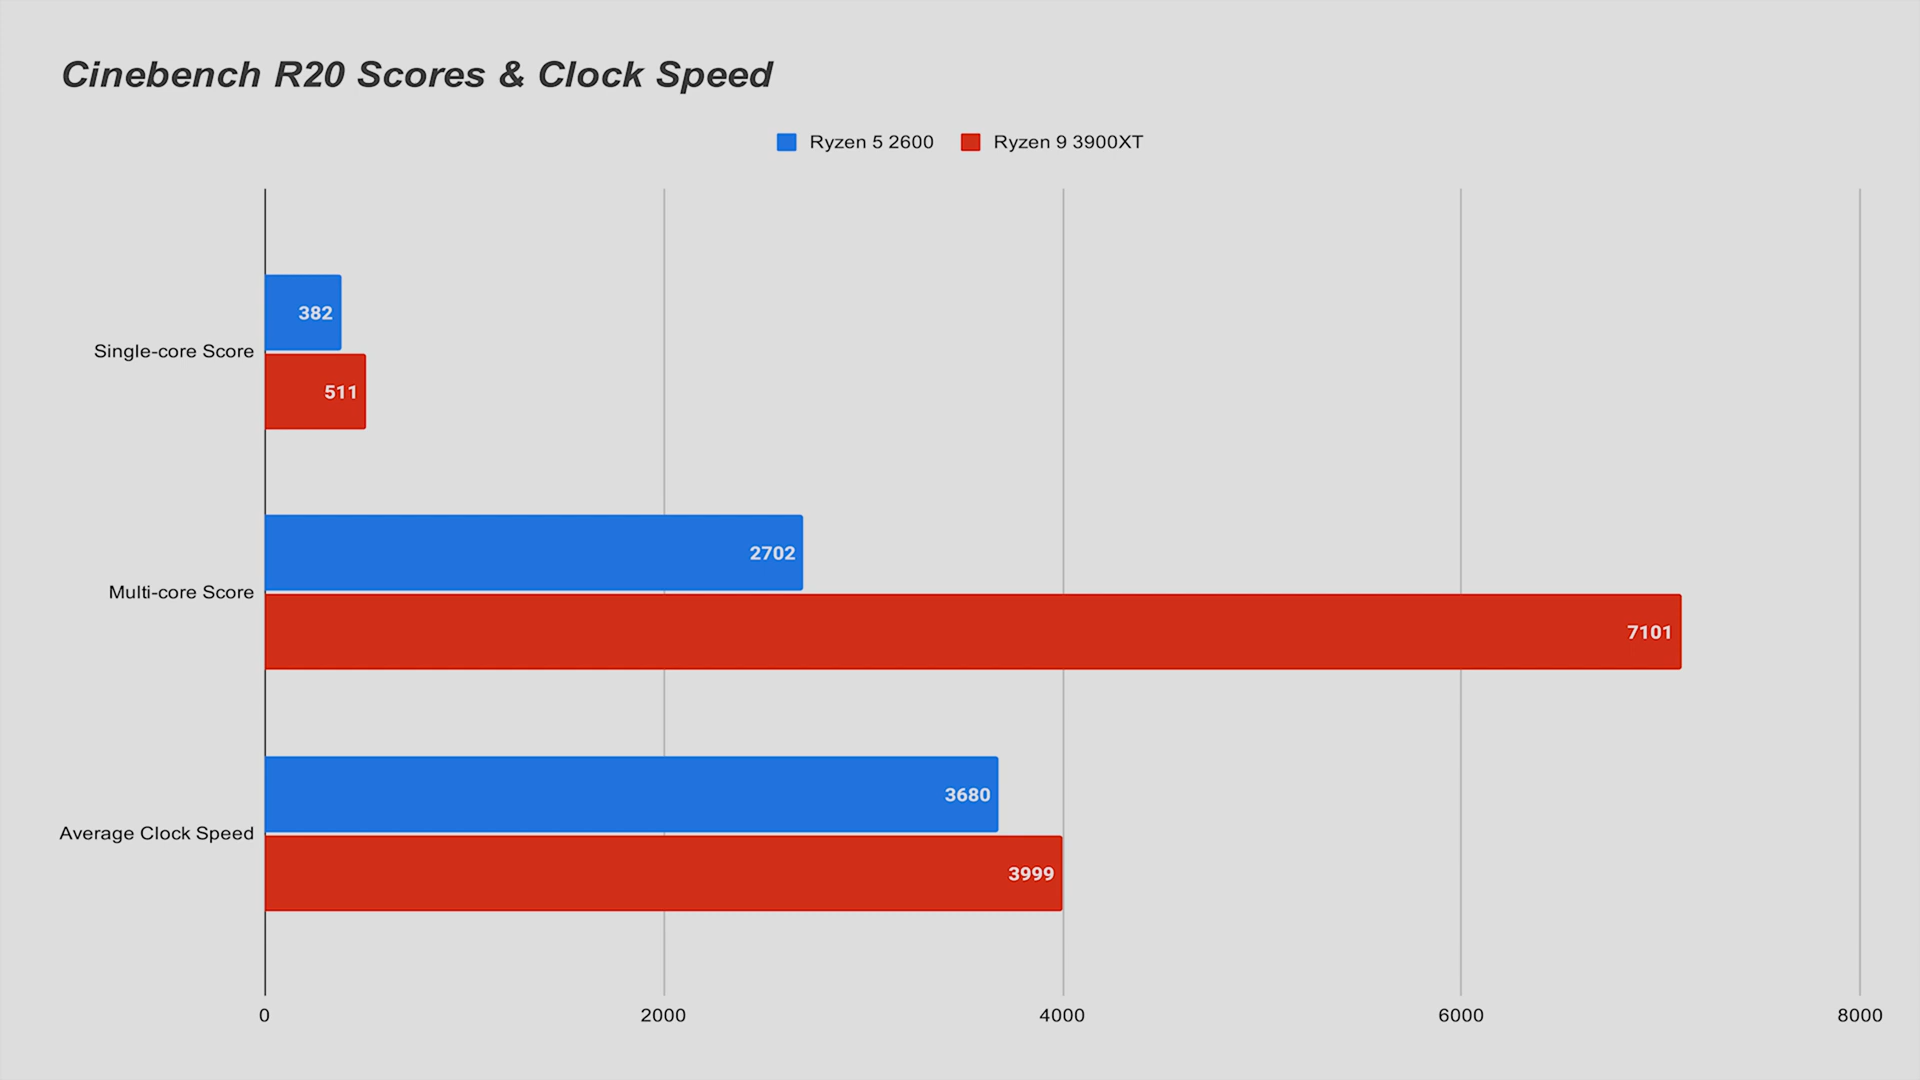 Cinebench R20 Scores & Clock Speed
Ryzen 5 2600 Ryzen 9 3900XT
382
Single-core Score
511
2702
Multi-core Score
7101
3680
Average Clock Speed
3999
0 2000 4000 6000 8000